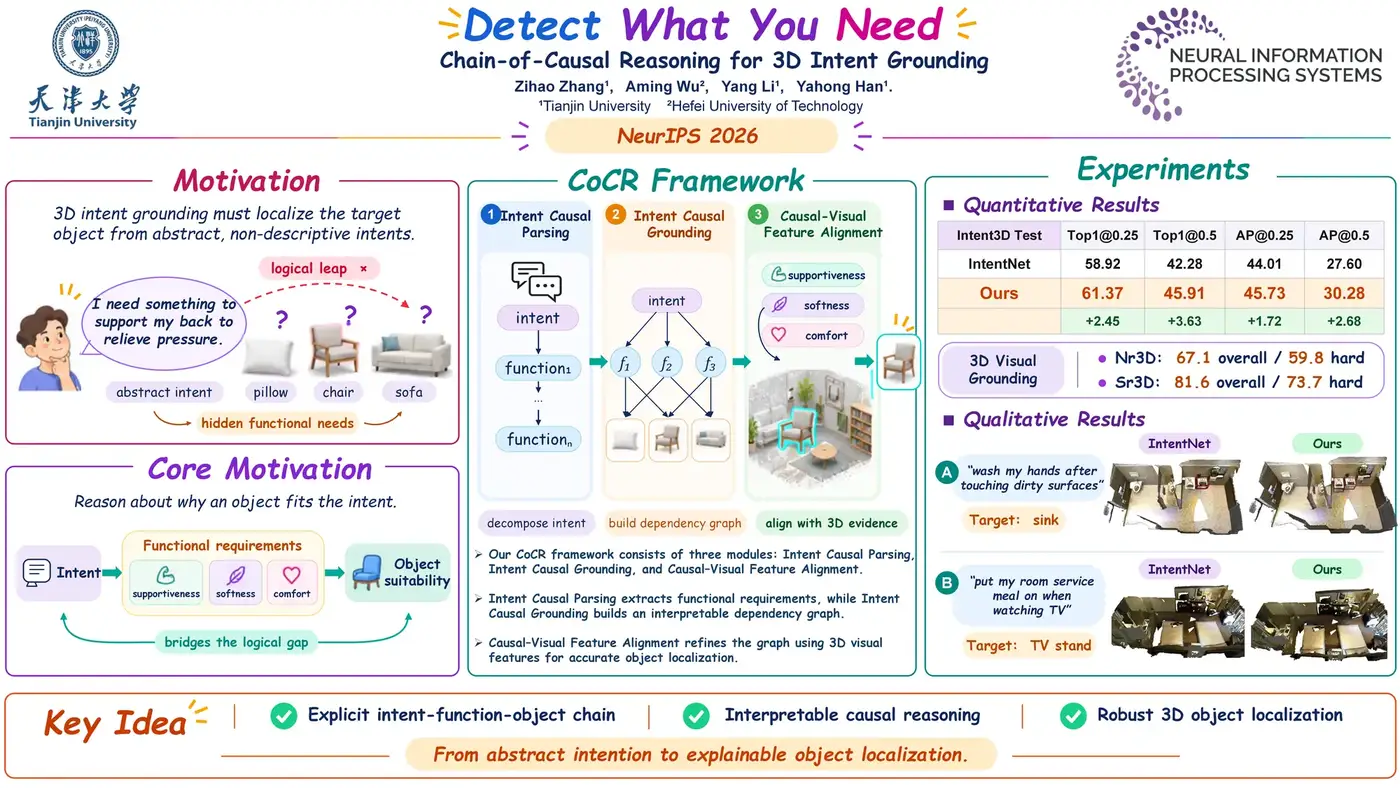 天津大学
Tianjin University
TIANJIN UNIVERSITY (PEIYANG UNIVERSITY)
1895
Detect What You Need
Chain-of-Causal Reasoning for 3D Intent Grounding
Zihao Zhang¹, Aming Wu², Yang Li¹, Yahong Han¹.
¹Tianjin University ²Hefei University of Technology
NeurIPS 2026
NEURAL INFORMATION
PROCESSING SYSTEMS
Motivation
3D intent grounding must localize the target
object from abstract, non-descriptive intents.
logical leap ×
I need something to
support my back to
relieve pressure.
? ? ?
abstract intent pillow chair sofa
hidden functional needs
Core Motivation
Reason about why an object fits the intent.
Intent
Functional requirements
supportiveness softness comfort
Object
suitability
bridges the logical gap
CoCR Framework
1 Intent Causal
Parsing
intent
function₁
...
functionₙ
decompose intent
2 Intent Causal
Grounding
intent
f₁ f₂ f₃
build dependency graph
3 Causal-Visual
Feature Alignment
supportiveness
softness
comfort
align with 3D evidence
➢ Our CoCR framework consists of three modules: Intent Causal Parsing,
Intent Causal Grounding, and Causal-Visual Feature Alignment.
➢ Intent Causal Parsing extracts functional requirements, while Intent
Causal Grounding builds an interpretable dependency graph.
➢ Causal-Visual Feature Alignment refines the graph using 3D visual
features for accurate object localization.
Experiments
■ Quantitative Results
Intent3D Test Top1@0.25 Top1@0.5 AP@0.25 AP@0.5
IntentNet 58.92 42.28 44.01 27.60
Ours 61.37 45.91 45.73 30.28
+2.45 +3.63 +1.72 +2.68
3D Visual
Grounding
● Nr3D: 67.1 overall / 59.8 hard
● Sr3D: 81.6 overall / 73.7 hard
■ Qualitative Results
IntentNet Ours
A "wash my hands after
touching dirty surfaces"
Target: sink
IntentNet Ours
B "put my room service
meal on when
watching TV"
Target: TV stand
Key Idea
Explicit intent-function-object chain
Interpretable causal reasoning
Robust 3D object localization
From abstract intention to explainable object localization.